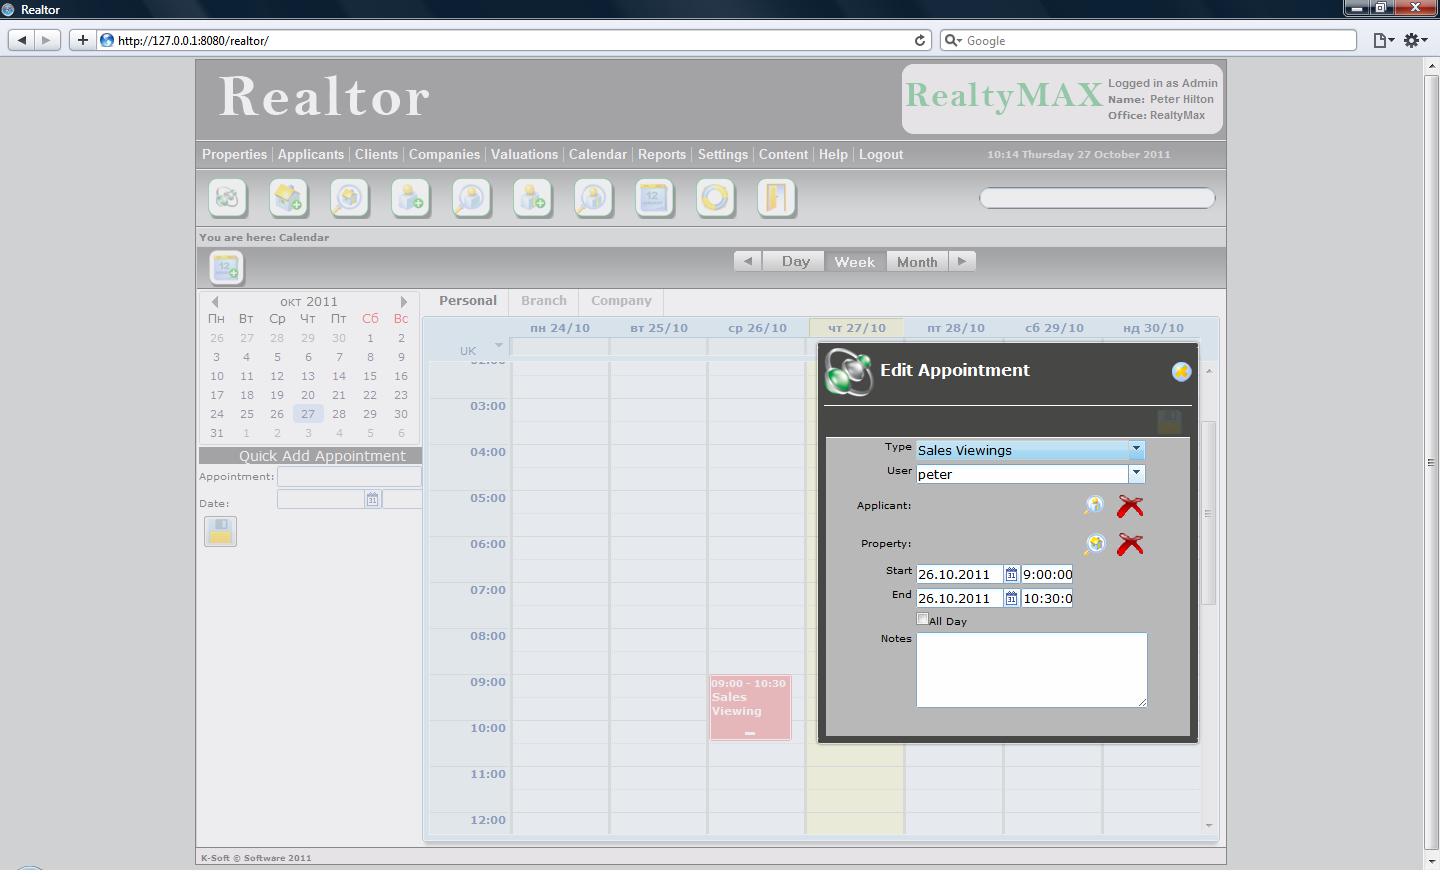 Realtor
http://127.0.0.1:8080/realtor/
Google
Realtor
RealtyMAX
Logged in as Admin
Name: Peter Hilton
Office: RealtyMax
Properties Applicants Clients Companies Valuations Calendar Reports Settings Content Help Logout
10:14 Thursday 27 October 2011
You are here: Calendar
Day Week Month
окт 2011
Пн Вт Ср Чт Пт Сб Вс
26 27 28 29 30 1 2
3 4 5 6 7 8 9
10 11 12 13 14 15 16
17 18 19 20 21 22 23
24 25 26 27 28 29 30
31 1 2 3 4 5 6
Quick Add Appointment
Appointment:
Date:
Personal Branch Company
пн 24/10 вт 25/10 ср 26/10 чт 27/10 пт 28/10 сб 29/10 нд 30/10
UK
02:00
03:00
04:00
05:00
06:00
07:00
08:00
09:00
10:00
11:00
12:00
09:00 - 10:30
Sales
Viewing
Edit Appointment
Type Sales Viewings
User peter
Applicant:
Property:
Start 26.10.2011 9:00:00
End 26.10.2011 10:30:0
All Day
Notes
K-Soft © Software 2011